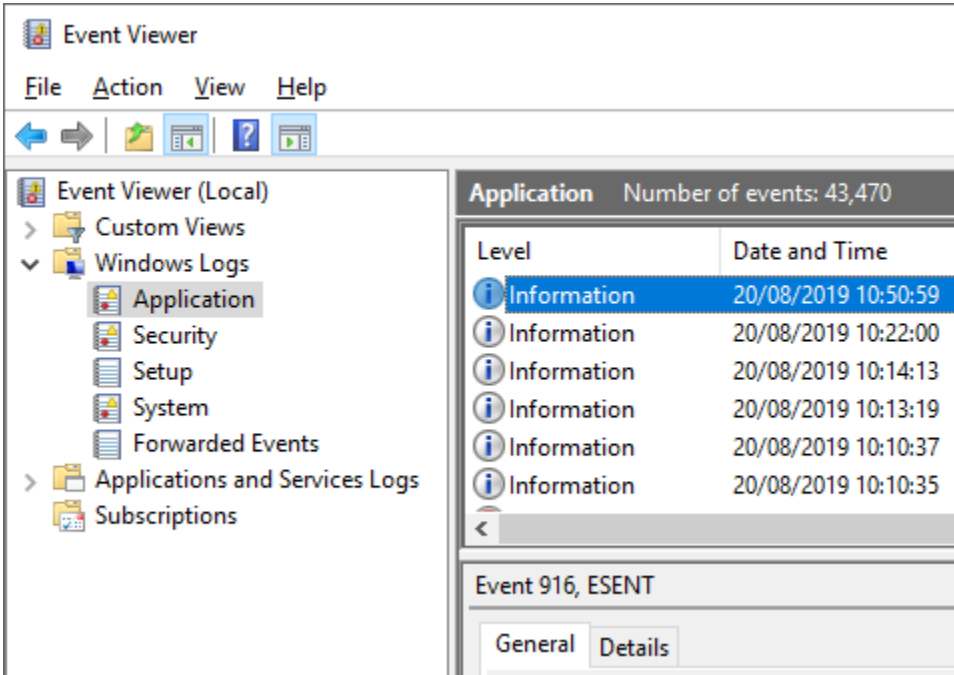 Event Viewer
File Action View Help
Event Viewer (Local)
Custom Views
Windows Logs
Application
Security
Setup
System
Forwarded Events
Applications and Services Logs
Subscriptions
Application Number of events: 43,470
Level Date and Time
Information 20/08/2019 10:50:59
Information 20/08/2019 10:22:00
Information 20/08/2019 10:14:13
Information 20/08/2019 10:13:19
Information 20/08/2019 10:10:37
Information 20/08/2019 10:10:35
Event 916, ESENT
General Details